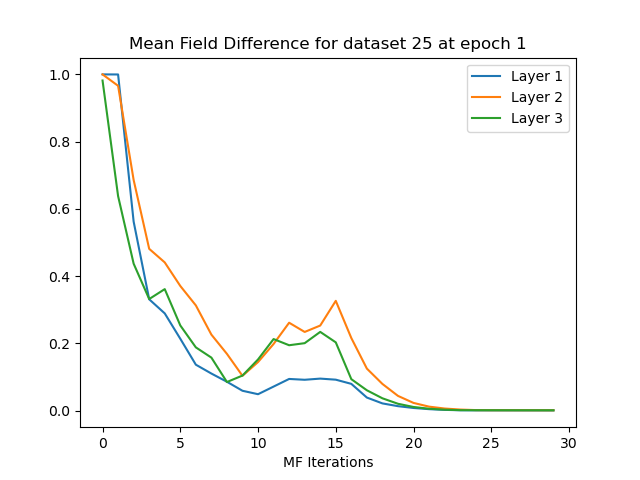 Mean Field Difference for dataset 25 at epoch 1
Layer 1
Layer 2
Layer 3
1.0
0.8
0.6
0.4
0.2
0.0
0 5 10 15 20 25 30
MF Iterations